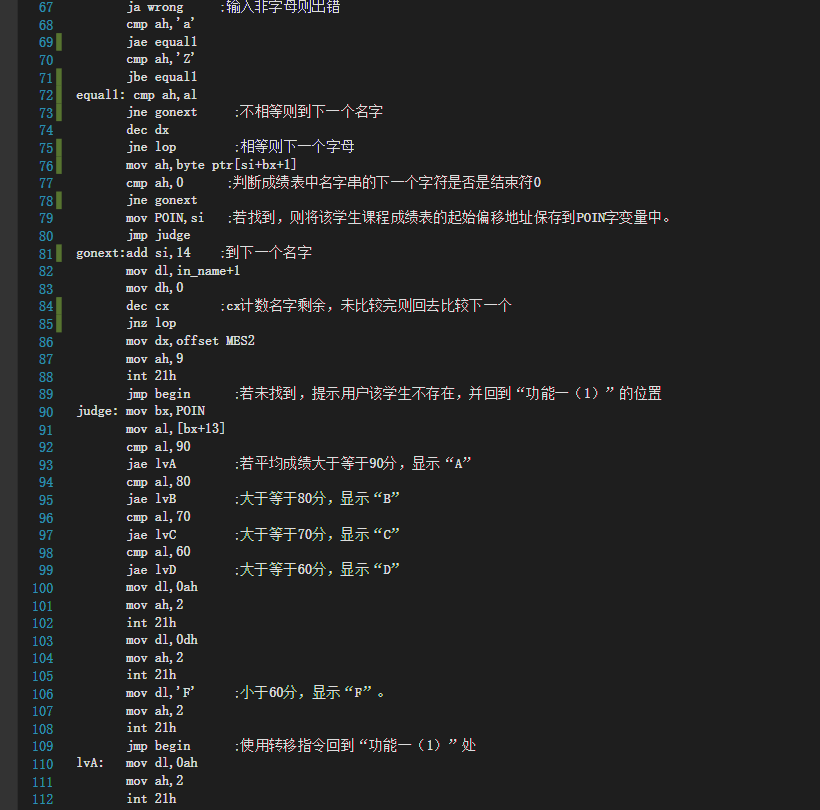 67 ja wrong ;输入非字母则出错
68 cmp ah,'a'
69 jae equal1
70 cmp ah,'Z'
71 jbe equal1
72 equal1: cmp ah,al
73 jne gonext ;不相等则到下一个名字
74 dec dx
75 jne lop ;相等则下一个字母
76 mov ah,byte ptr[si+bx+1]
77 cmp ah,0 ;判断成绩表中名字串的下一个字符是否是结束符0
78 jne gonext
79 mov POIN,si ;若找到，则将该学生课程成绩表的起始偏移地址保存到POIN字变量中。
80 jmp judge
81 gonext:add si,14 ;到下一个名字
82 mov dl,in_name+1
83 mov dh,0
84 dec cx ;cx计数名字剩余，未比较完则回去比较下一个
85 jnz lop
86 mov dx,offset MES2
87 mov ah,9
88 int 21h
89 jmp begin ;若未找到，提示用户该学生不存在，并回到“功能一（1）”的位置
90 judge: mov bx,POIN
91 mov al,[bx+13]
92 cmp al,90
93 jae lvA ;若平均成绩大于等于90分，显示“A”
94 cmp al,80
95 jae lvB ;大于等于80分，显示“B”
96 cmp al,70
97 jae lvC ;大于等于70分，显示“C”
98 cmp al,60
99 jae lvD ;大于等于60分，显示“D”
100 mov dl,0ah
101 mov ah,2
102 int 21h
103 mov dl,0dh
104 mov ah,2
105 int 21h
106 mov dl,'F' ;小于60分，显示“F”。
107 mov ah,2
108 int 21h
109 jmp begin ;使用转移指令回到“功能一（1）”处
110 lvA: mov dl,0ah
111 mov ah,2
112 int 21h